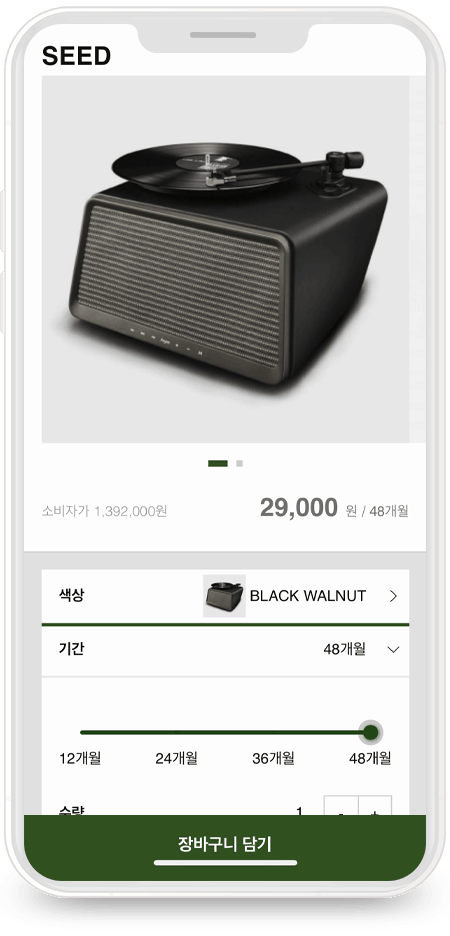 SEED
소비자가 1,392,000원
29,000 원 / 48개월
색상 BLACK WALNUT
기간 48개월
12개월 24개월 36개월 48개월
수량 1 - +
장바구니 담기